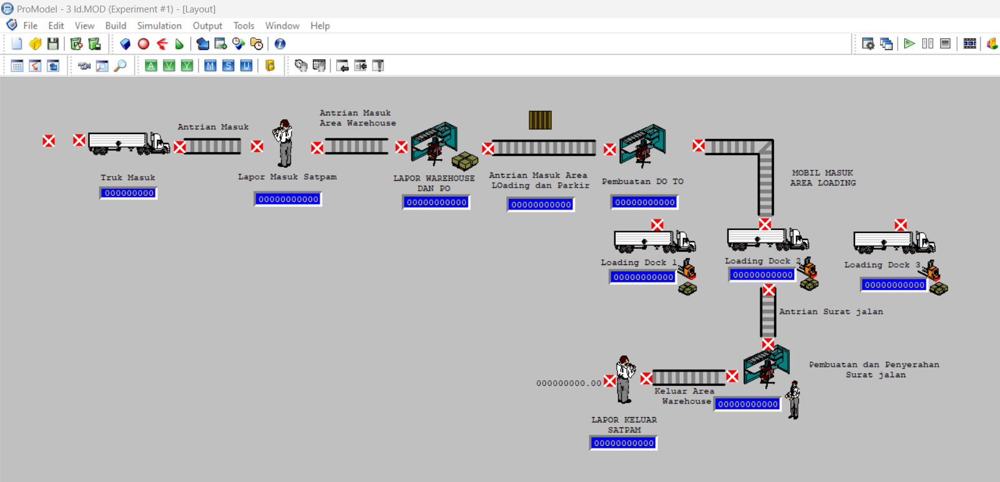 ProModel - 3 ld.MOD (Experiment #1) - [Layout]
File Edit View Build Simulation Output Tools Window Help
A V Y M S U
Antrian Masuk
Antrian Masuk
Area Warehouse
Truk Masuk
000000000
Lapor Masuk Satpam
00000000000
LAPOR WAREHOUSE
DAN PO
00000000000
Antrian Masuk Area
LOading dan Parkir
00000000000
Pembuatan DO TO
00000000000
MOBIL MASUK
AREA LOADING
Loading Dock 1
00000000000
Loading Dock 2
00000000000
Loading Dock 3
00000000000
Antrian Surat jalan
Pembuatan dan Penyerahan
Surat jalan
00000000000
Keluar Area
Warehouse
000000000.00
LAPOR KELUAR
SATPAM
00000000000